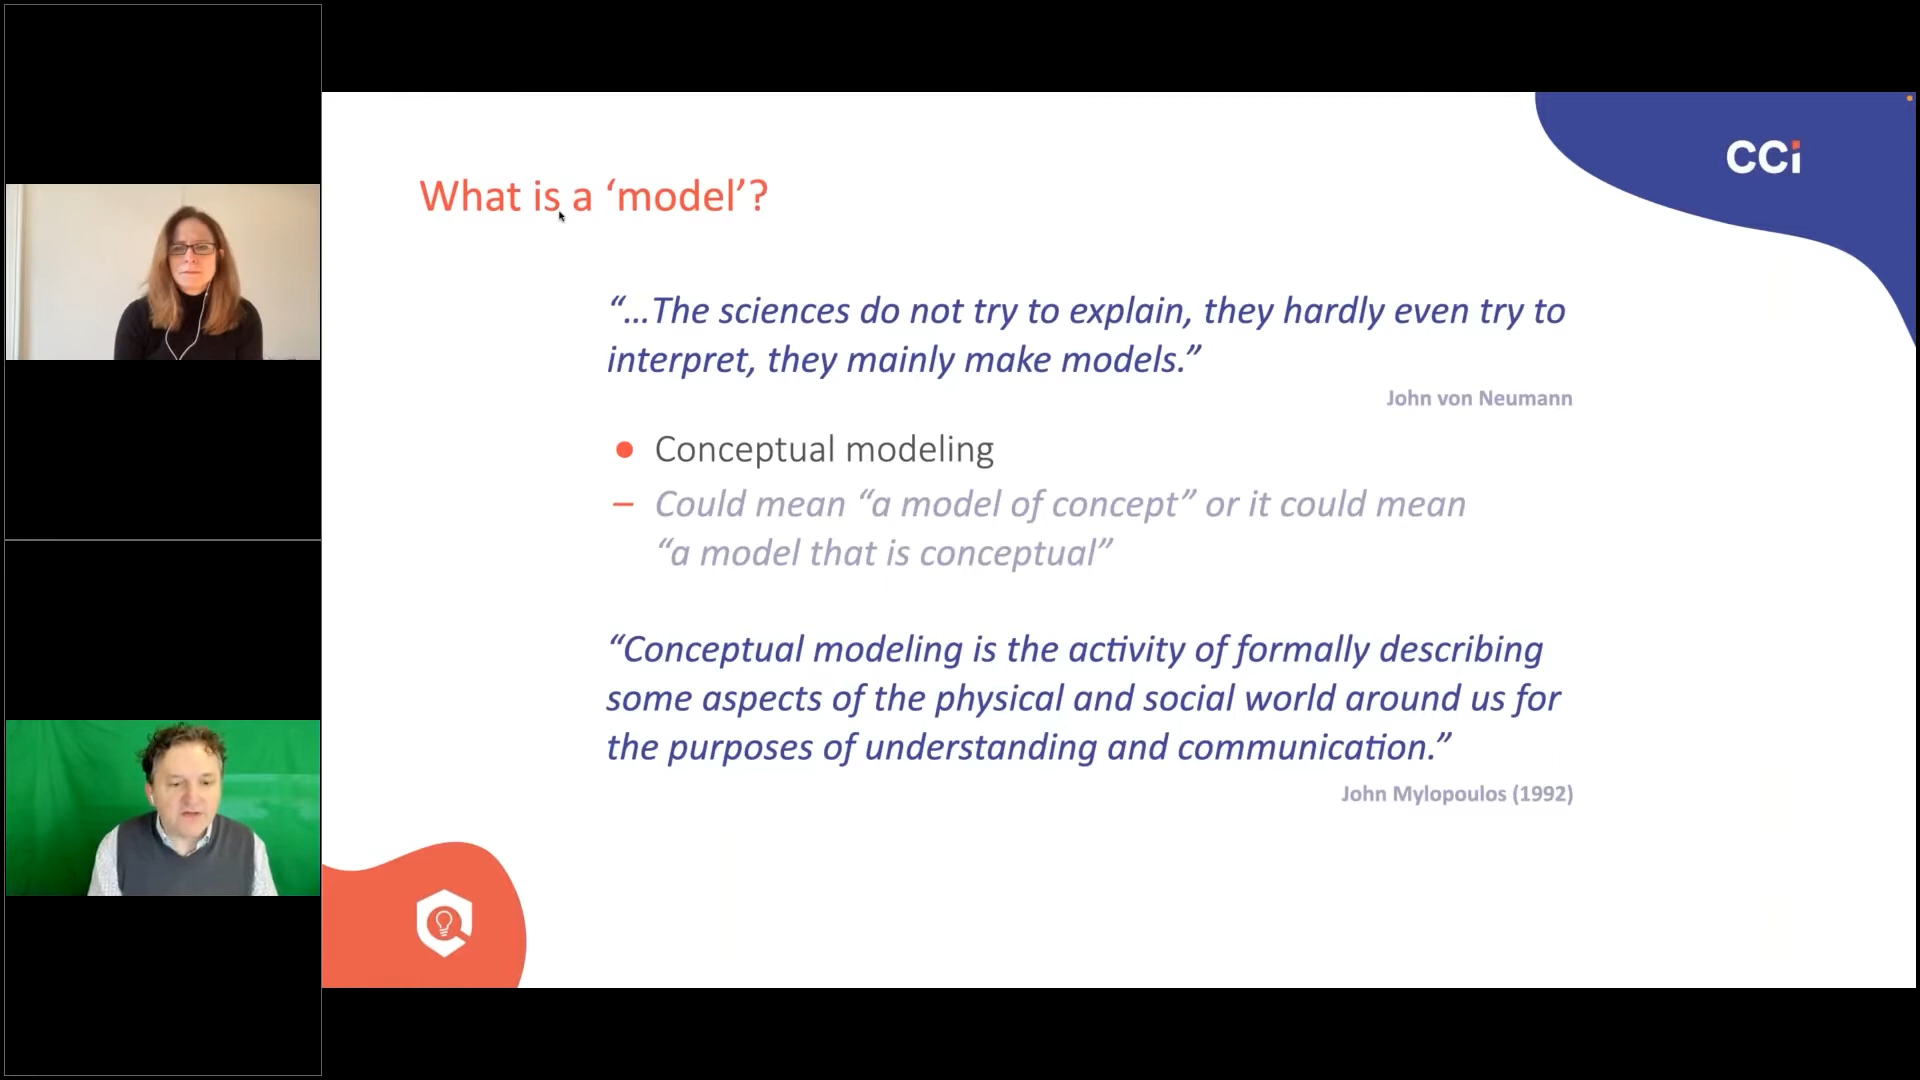 CCi
What is a ‘model’?
“…The sciences do not try to explain, they hardly even try to
interpret, they mainly make models.”
John von Neumann
● Conceptual modeling
– Could mean “a model of concept” or it could mean
“a model that is conceptual”
“Conceptual modeling is the activity of formally describing
some aspects of the physical and social world around us for
the purposes of understanding and communication.”
John Mylopoulos (1992)